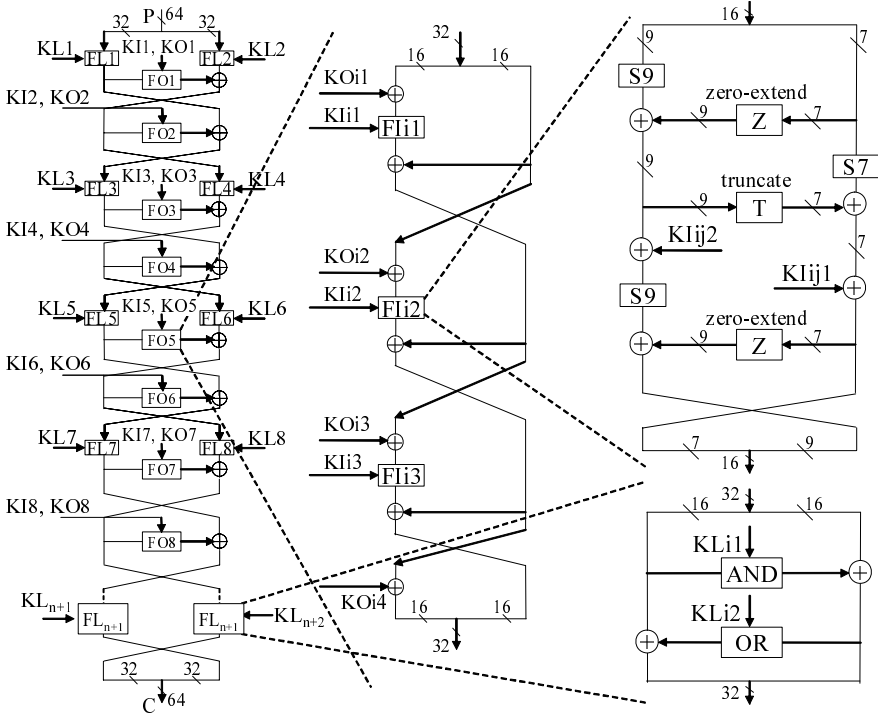 P 64
32 32
KL1 KI1, KO1 KL2
FL1 FO1 FL2
KI2, KO2
FO2
KL3 KI3, KO3 KL4
FL3 FO3 FL4
KI4, KO4
FO4
KL5 KI5, KO5 KL6
FL5 FO5 FL6
KI6, KO6
FO6
KL7 KI7, KO7 KL8
FL7 FO7 FL8
KI8, KO8
FO8
KLn+1 FLn+1 FLn+1 KLn+2
32 32
C 64
32
16 16
KOi1
KIi1 FIi1
KOi2
KIi2 FIi2
KOi3
KIi3 FIi3
KOi4
16 16
32
16
9 7
S9
zero-extend
9 Z 7
S7
9
truncate
9 T 7
KIij2 7
KIij1
S9
zero-extend
9 Z 7
7 9
16
32
16 16
KLi1
AND
KLi2
OR
32